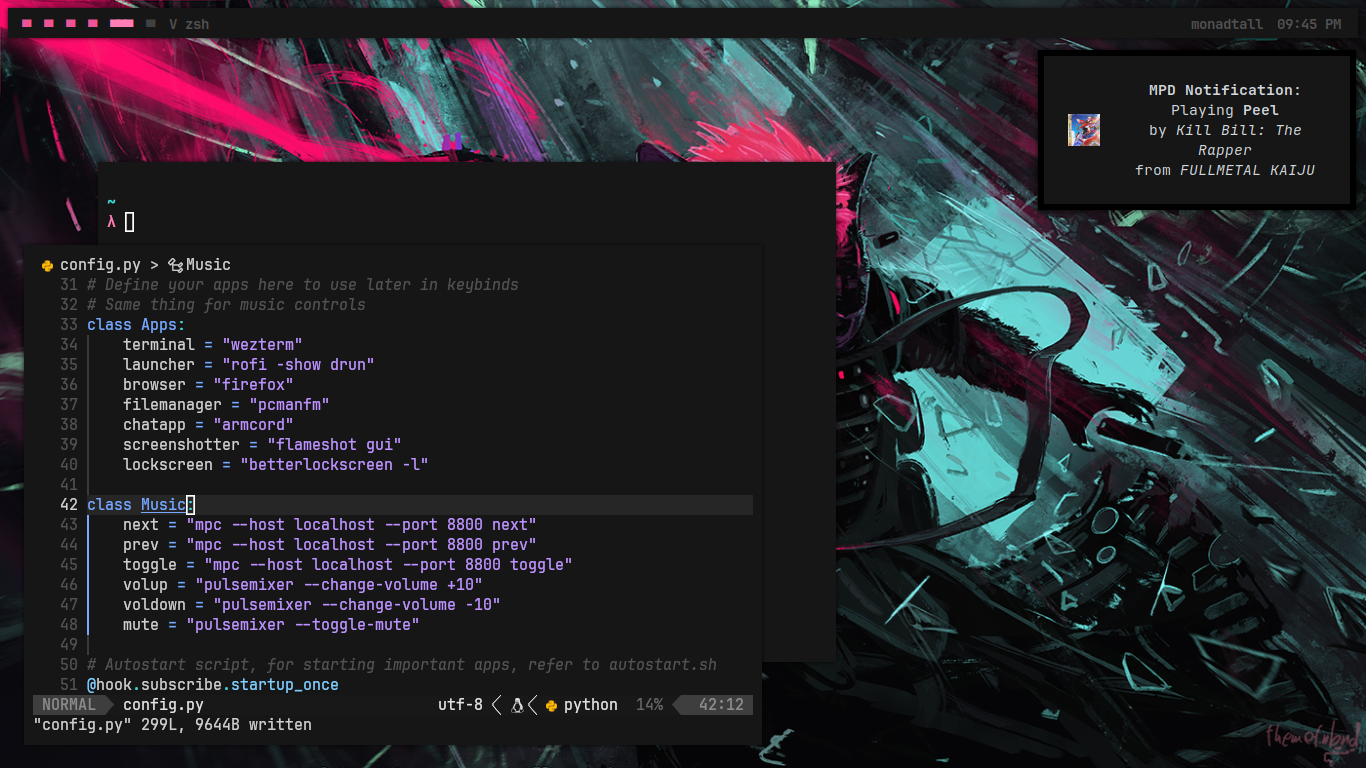 V zsh
monadtall 09:45 PM
MPD Notification:
Playing Peel
by Kill Bill: The
Rapper
from FULLMETAL KAIJU
~
λ
config.py > Music
31 # Define your apps here to use later in keybinds
32 # Same thing for music controls
33 class Apps:
34 terminal = "wezterm"
35 launcher = "rofi -show drun"
36 browser = "firefox"
37 filemanager = "pcmanfm"
38 chatapp = "armcord"
39 screenshotter = "flameshot gui"
40 lockscreen = "betterlockscreen -l"
41
42 class Music:
43 next = "mpc --host localhost --port 8800 next"
44 prev = "mpc --host localhost --port 8800 prev"
45 toggle = "mpc --host localhost --port 8800 toggle"
46 volup = "pulsemixer --change-volume +10"
47 voldown = "pulsemixer --change-volume -10"
48 mute = "pulsemixer --toggle-mute"
49
50 # Autostart script, for starting important apps, refer to autostart.sh
51 @hook.subscribe.startup_once
NORMAL config.py utf-8 python 14% 42:12
"config.py" 299L, 9644B written